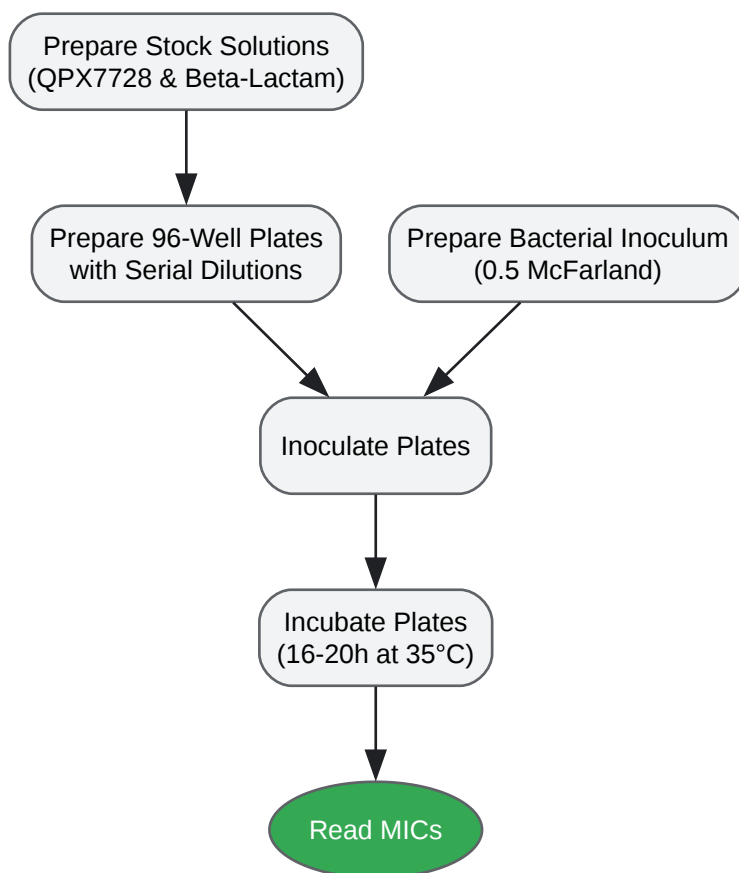 Prepare Stock Solutions
(QPX7728 & Beta-Lactam)
Prepare 96-Well Plates
with Serial Dilutions
Prepare Bacterial Inoculum
(0.5 McFarland)
Inoculate Plates
Incubate Plates
(16-20h at 35°C)
Read MICs